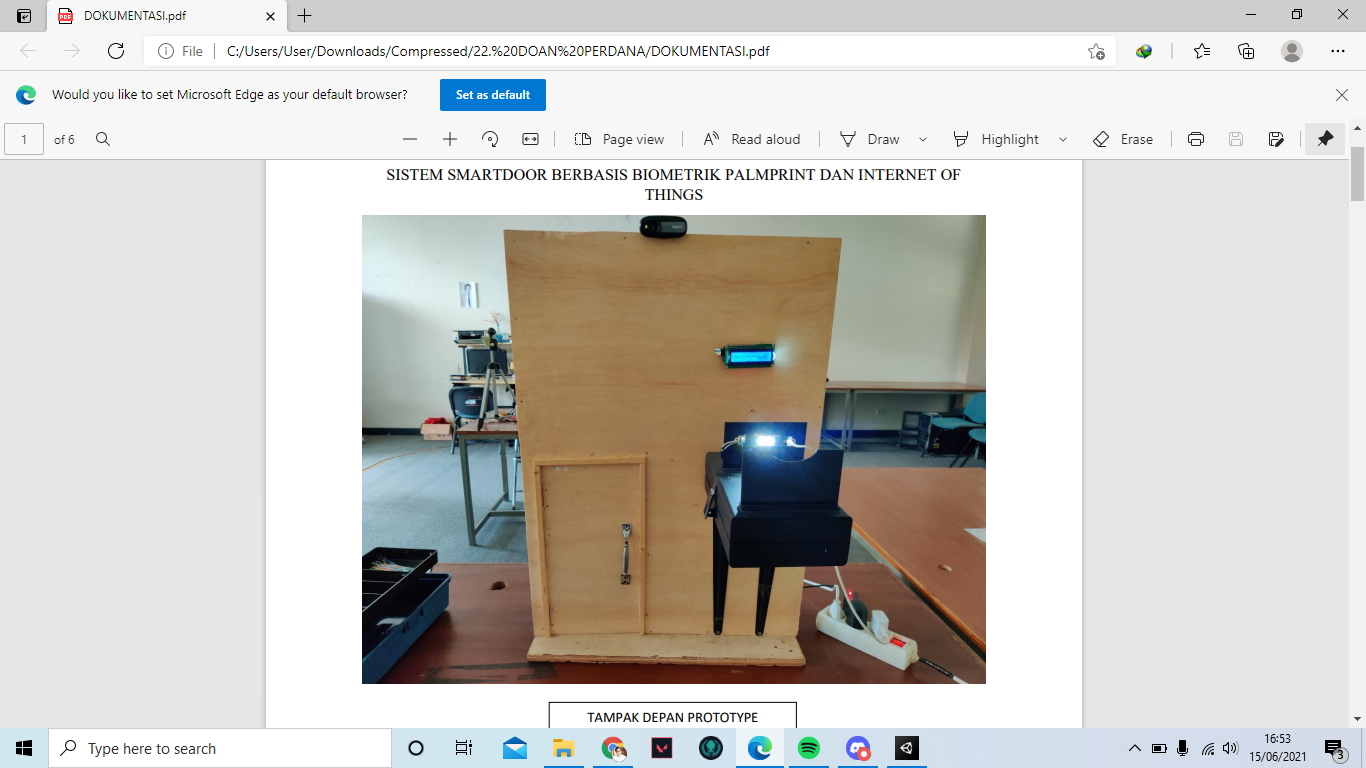 DOKUMENTASI.pdf
File
C:/Users/User/Downloads/Compressed/22.%20DOAN%20PERDANA/DOKUMENTASI.pdf
Would you like to set Microsoft Edge as your default browser?
Set as default
1
of 6
Page view
Read aloud
Draw
Highlight
Erase
SISTEM SMARTDOOR BERBASIS BIOMETRIK PALMPRINT DAN INTERNET OF
THINGS
TAMPAK DEPAN PROTOTYPE
Type here to search
16:53
15/06/2021
3